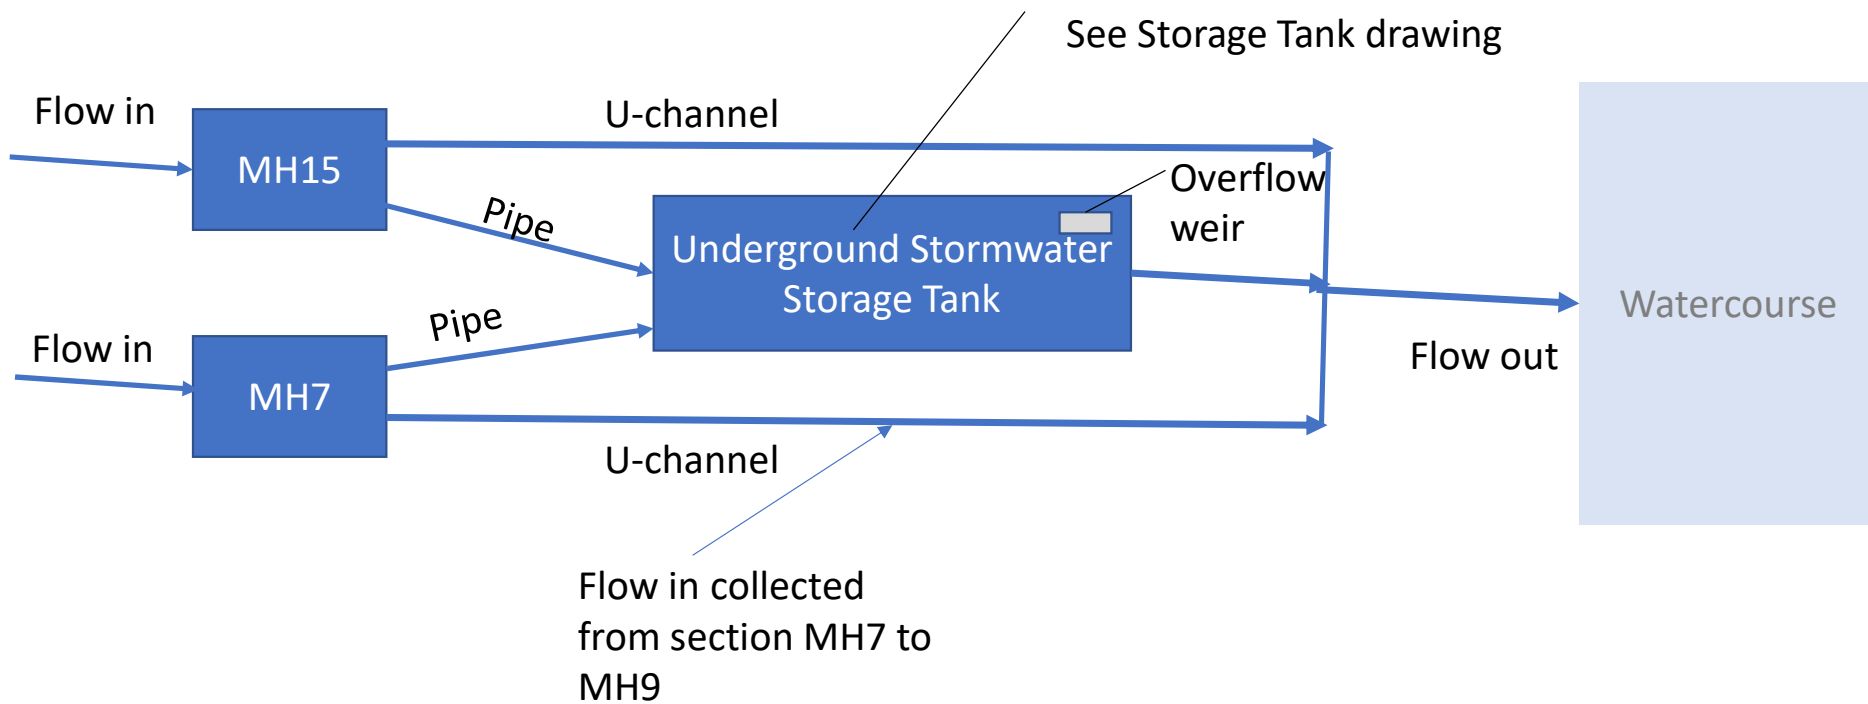 See Storage Tank drawing
Flow in
U-channel
MH15
Overflow
weir
Pipe
Underground Stormwater
Storage Tank
Watercourse
Pipe
Flow in
Flow out
MH7
U-channel
Flow in collected
from section MH7 to
MH9